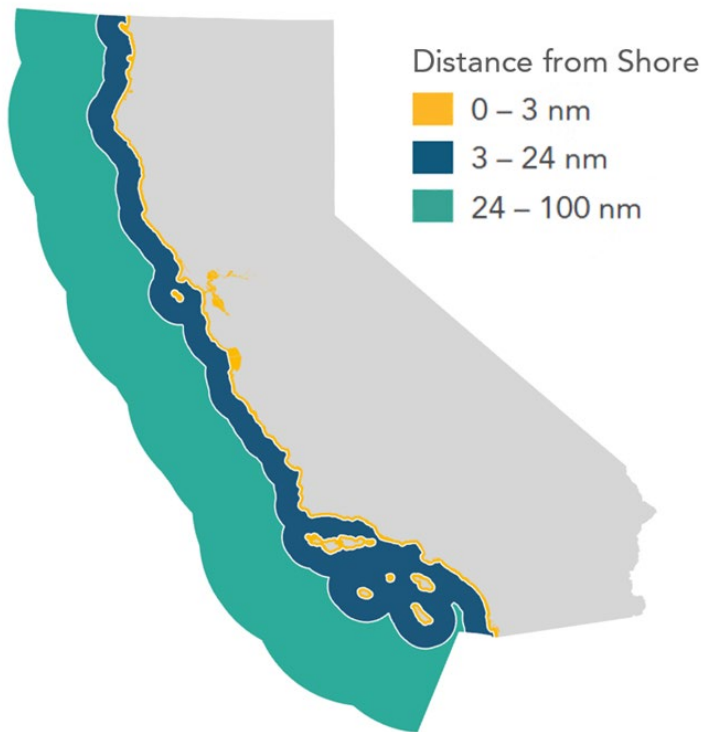 Distance from Shore
0 – 3 nm
3 – 24 nm
24 – 100 nm